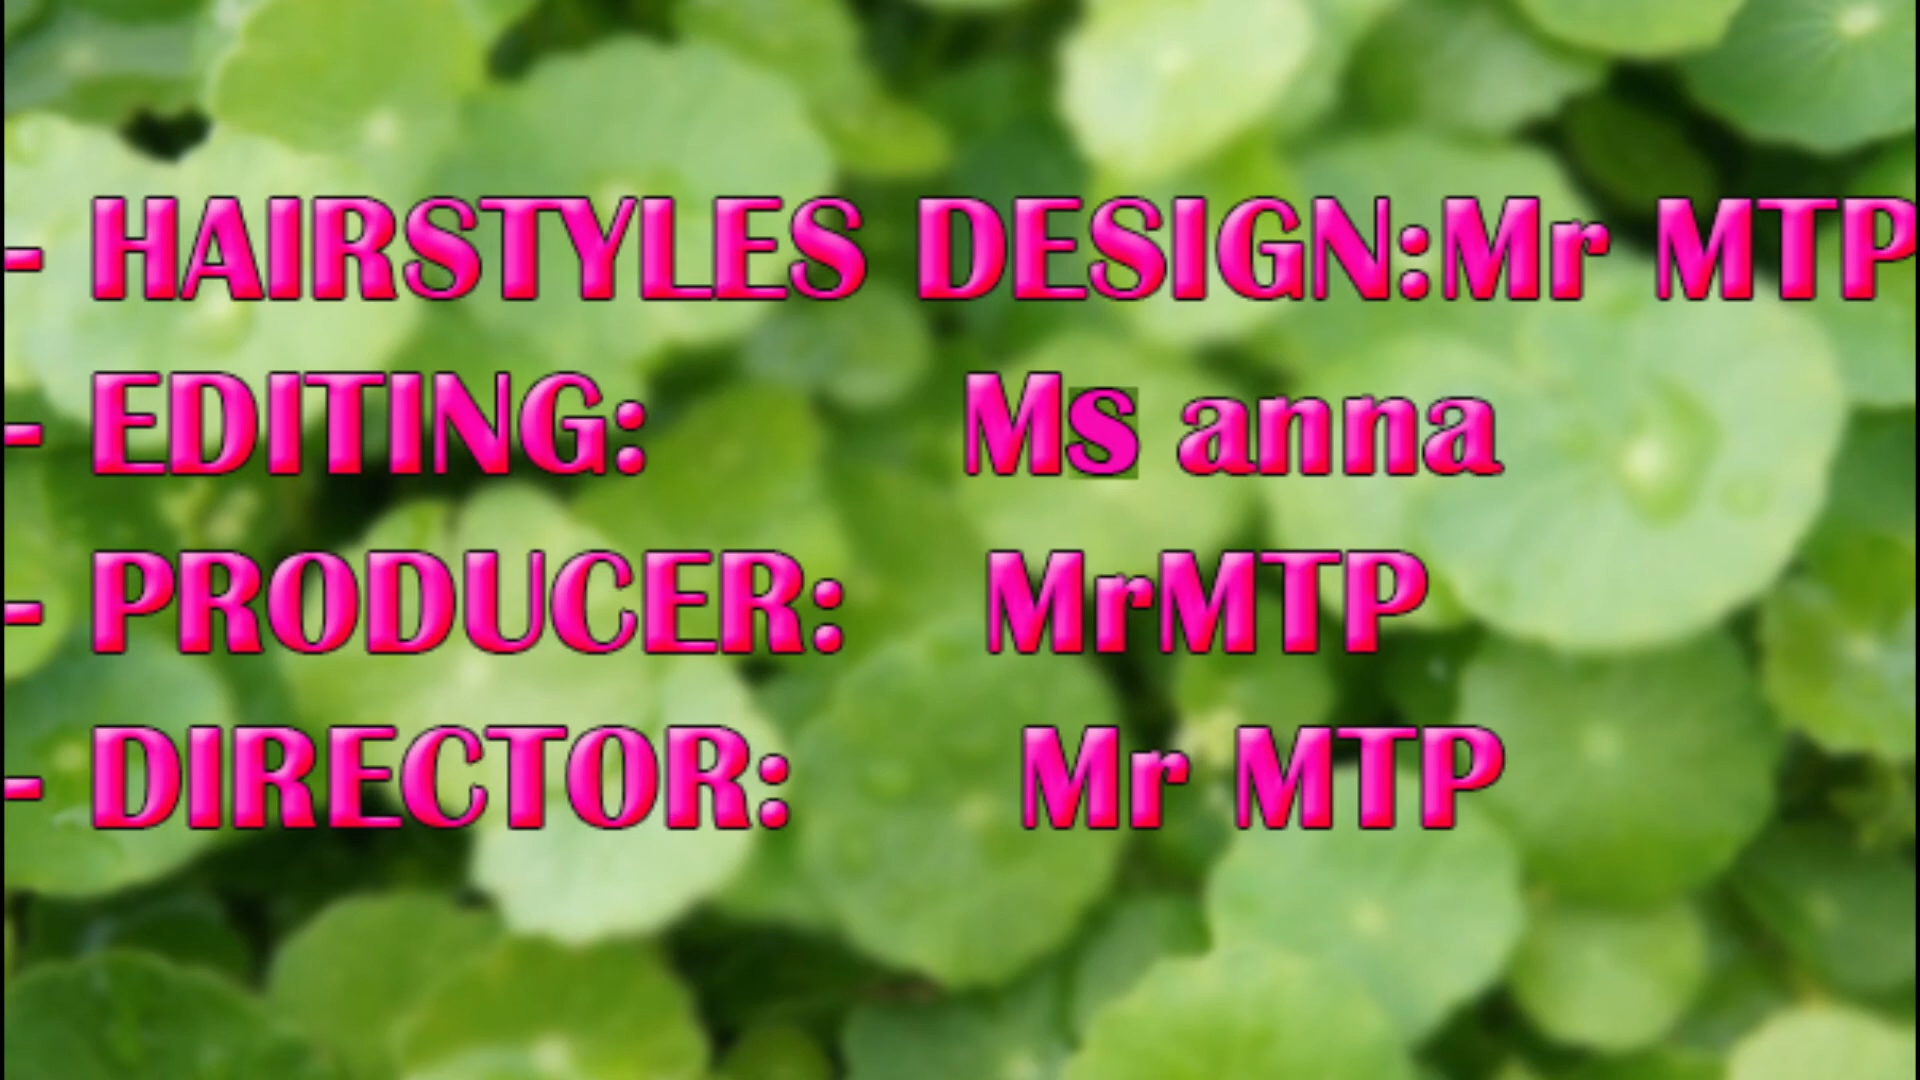 - HAIRSTYLES DESIGN:Mr MTP
- EDITING: Ms anna
- PRODUCER: MrMTP
- DIRECTOR: Mr MTP